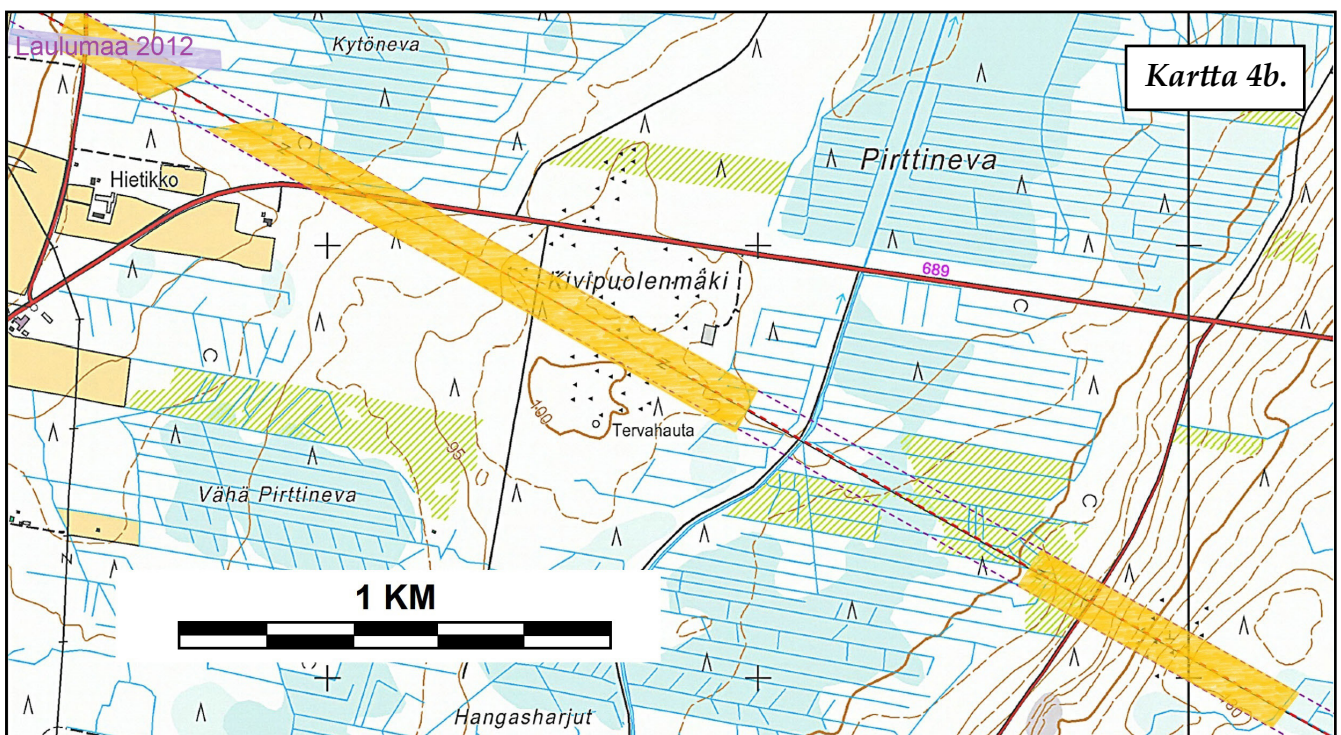 Laulumaa 2012
Kytöneva
Kartta 4b.
Pirttineva
Hietikko
689
Kivipuolenmäki
100
Tervahauta
95
Vähä Pirttineva
1 KM
Hangasharjut